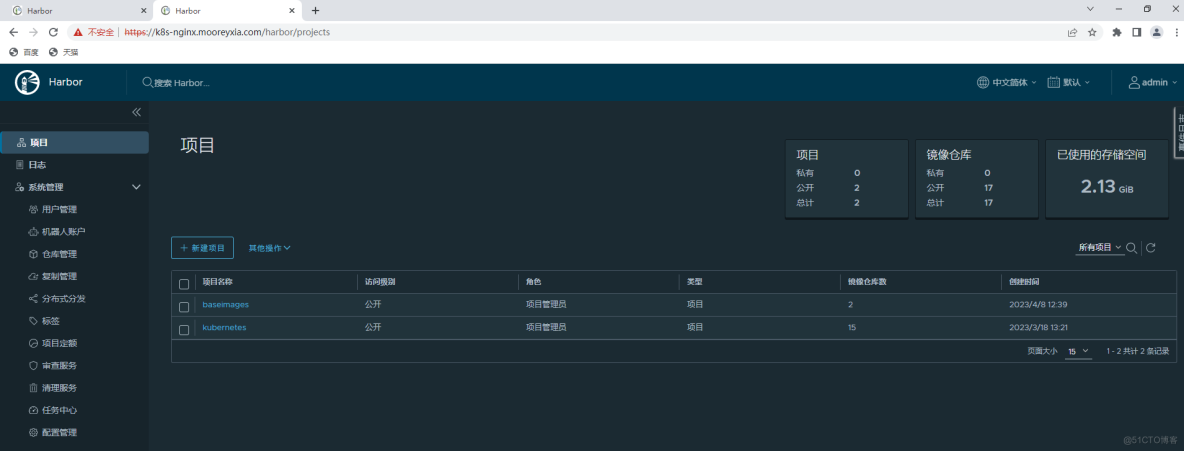 Harbor
Harbor
不安全 https://k8s-nginx.mooreyxia.com/harbor/projects
百度 天猫
Harbor 搜索 Harbor... 中文简体 默认 admin
项目
日志
系统管理
用户管理
机器人账户
仓库管理
复制管理
分布式分发
标签
项目定额
审查服务
清理服务
任务中心
配置管理
项目
项目
私有 0
公开 2
总计 2
镜像仓库
私有 0
公开 17
总计 17
已使用的存储空间
2.13 GiB
+ 新建项目 其他操作 所有项目
项目名称 访问级别 角色 类型 镜像仓库数 创建时间
baseimages 公开 项目管理员 项目 2 2023/4/8 12:39
kubernetes 公开 项目管理员 项目 15 2023/3/18 13:21
页面大小 15 1 - 2 共计 2 条记录
@51CTO博客